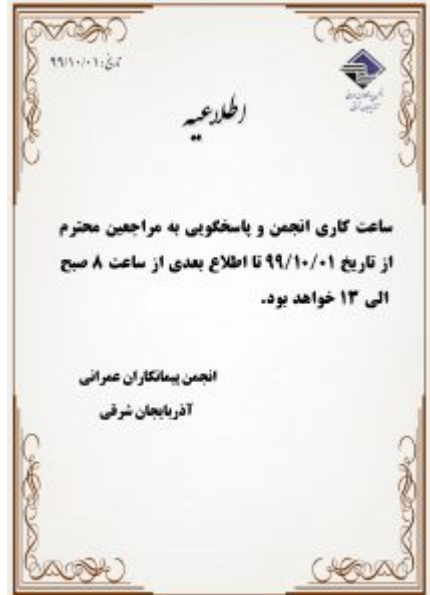 تاریخ: ۹۹/۱۰/۰۱
اطلاعیه
ساعت کاری انجمن و پاسخگویی به مراجعین محترم
از تاریخ ۹۹/۱۰/۰۱ تا اطلاع بعدی از ساعت ۸ صبح
الی ۱۳ خواهد بود.
انجمن پیمانکاران عمرانی
آذربایجان شرقی